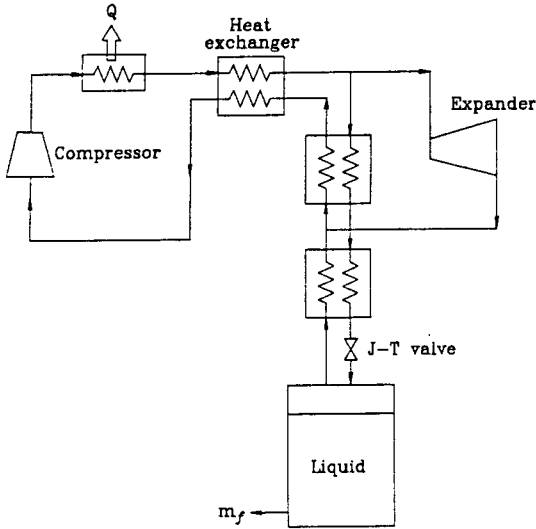 Q
Heat
exchanger
Expander
Compressor
J-T valve
Liquid
m_f